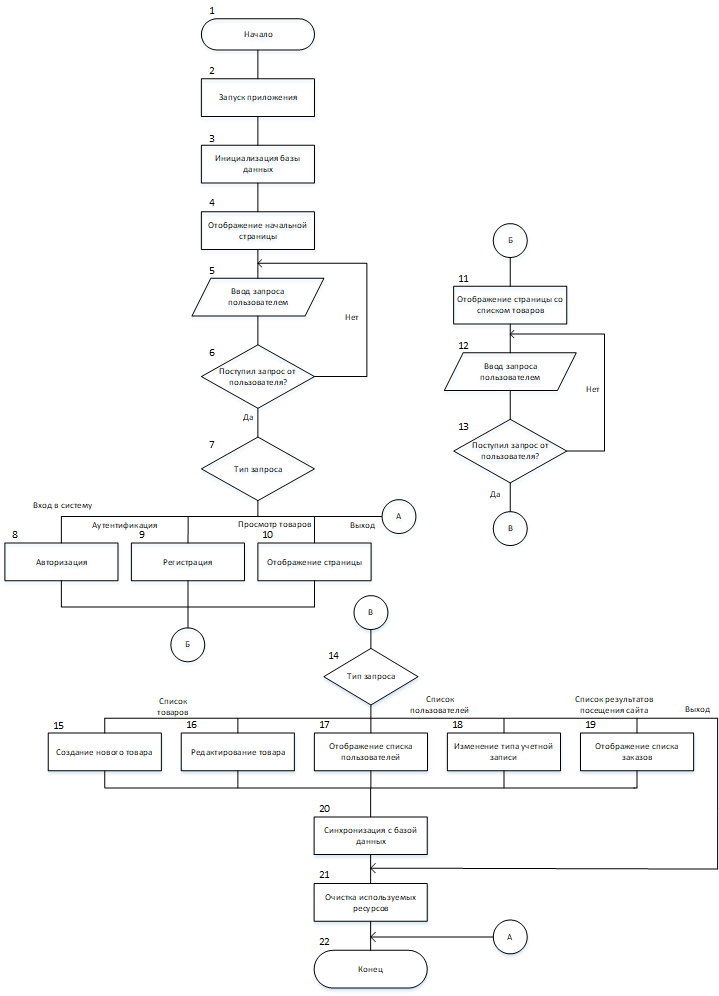 1
Начало
2
Запуск приложения
3
Инициализация базы
данных
4
Отображение начальной
страницы
5
Ввод запроса
пользователем
Нет
6
Поступил запрос от
пользователя?
Да
7
Тип запроса
Вход в систему
Аутентификация
Просмотр товаров
Выход
А
8
Авторизация
9
Регистрация
10
Отображение страницы
Б
Б
11
Отображение страницы со
списком товаров
12
Ввод запроса
пользователем
Нет
13
Поступил запрос от
пользователя?
Да
В
В
14
Тип запроса
Список
товаров
Список
пользователей
Список результатов
посещения сайта
Выход
15
Создание нового товара
16
Редактирование товара
17
Отображение списка
пользователей
18
Изменение типа учетной
записи
19
Отображение списка
заказов
20
Синхронизация с базой
данных
21
Очистка используемых
ресурсов
А
22
Конец